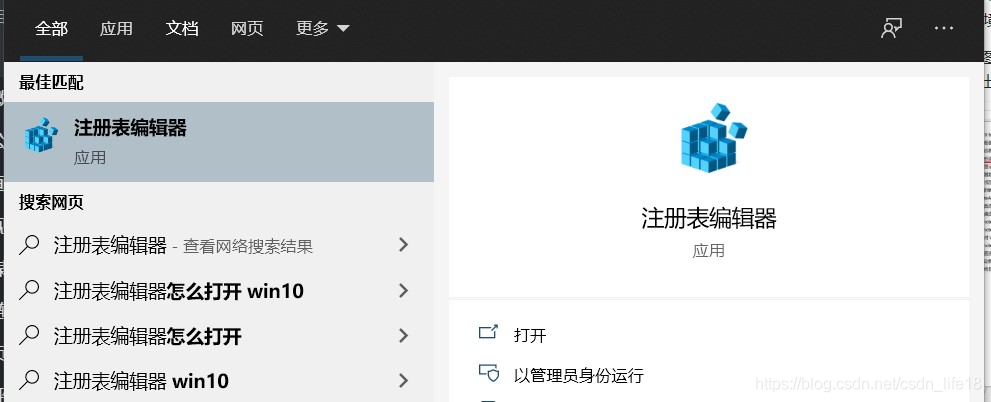 全部 应用 文档 网页 更多
最佳匹配
注册表编辑器
应用
搜索网页
注册表编辑器 - 查看网络搜索结果
注册表编辑器怎么打开 win10
注册表编辑器怎么打开
注册表编辑器 win10
注册表编辑器
应用
打开
以管理员身份运行
https://blog.csdn.net/csdn_life18